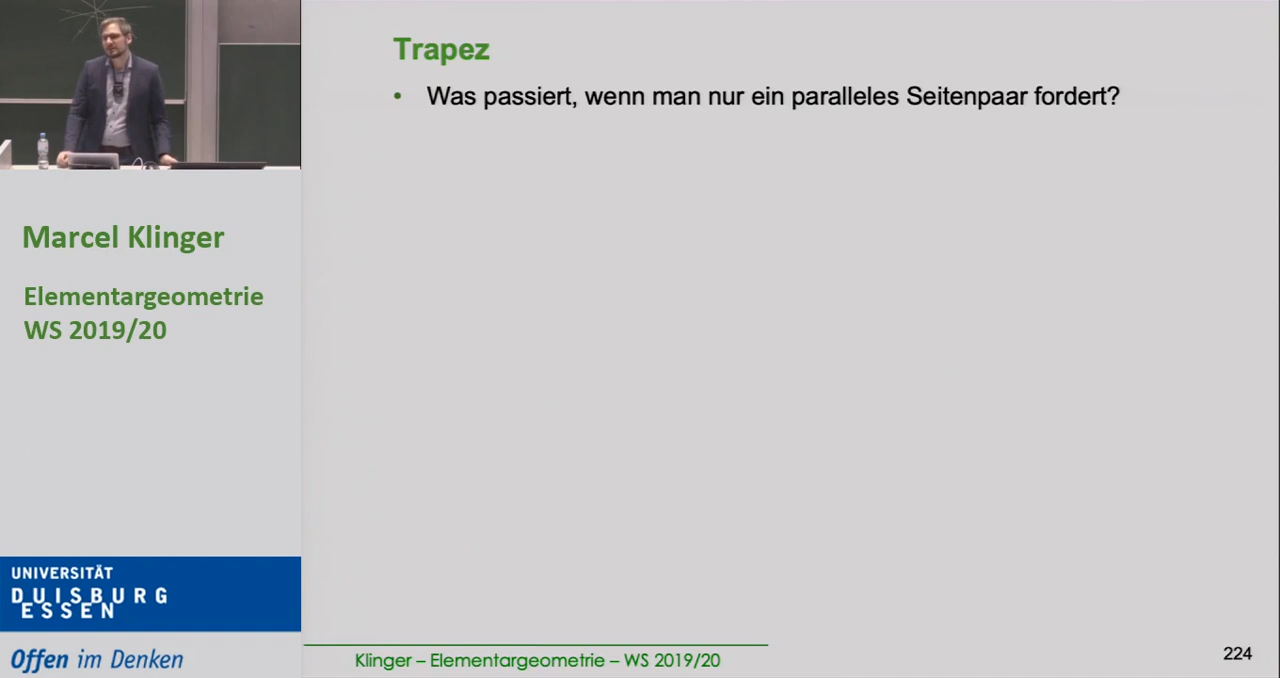 Trapez
• Was passiert, wenn man nur ein paralleles Seitenpaar fordert?
Marcel Klinger
Elementargeometrie
WS 2019/20
UNIVERSITÄT
DUISBURG
ESSEN
Offen im Denken
Klinger – Elementargeometrie – WS 2019/20
224